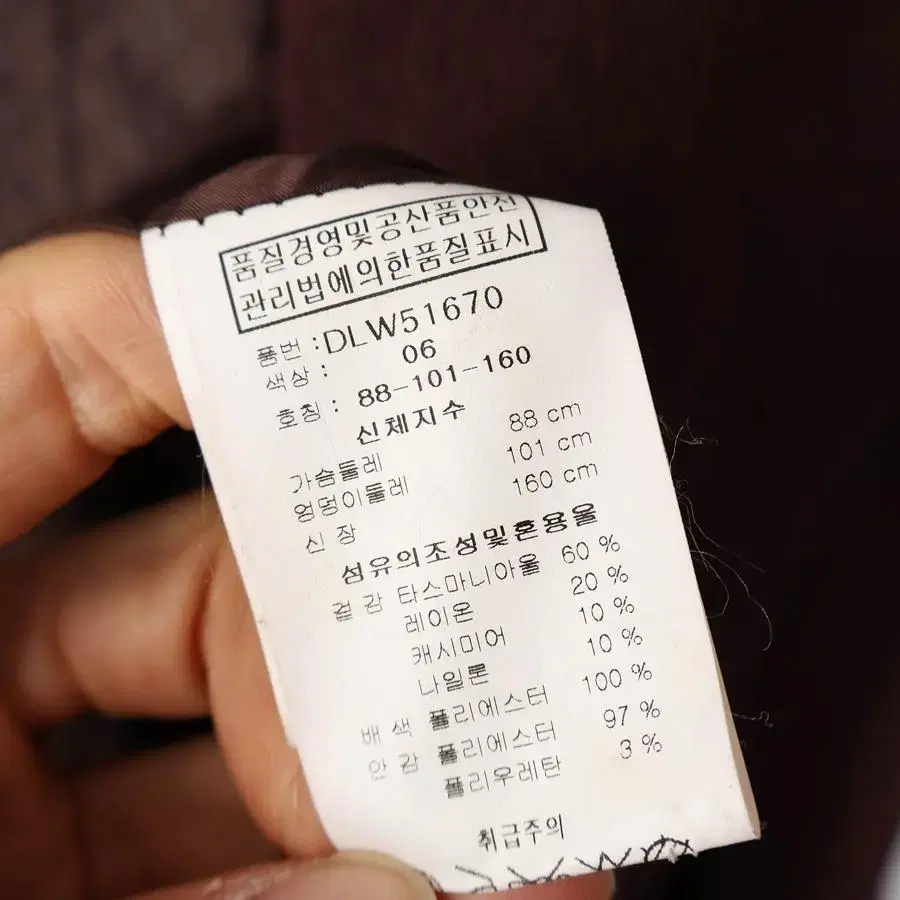 품질경영및공산품안전
관리법에의한품질표시
품번 : DLW51670
색상 : 06
호칭 : 88-101-160
신체지수
가슴둘레 88 cm
엉덩이둘레 101 cm
신 장 160 cm
섬유의조성및혼용율
겉 감 타스마니아울 60 %
레이온 20 %
캐시미어 10 %
나일론 10 %
배 색 폴리에스터 100 %
안 감 폴리에스터 97 %
폴리우레탄 3 %
취급주의